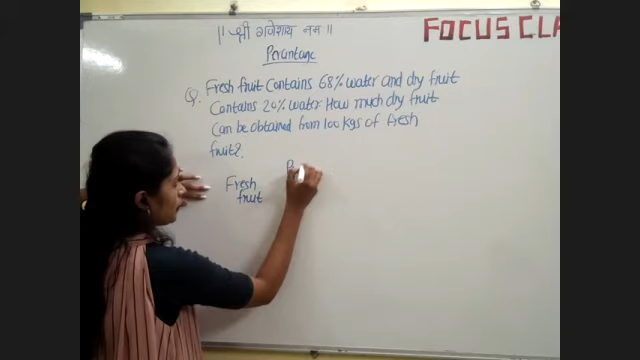 || श्री गणेशाय नमः ||
FOCUS CLA
Percentage
Q. Fresh fruit Contains 68% water and dry fruit
Contains 20% water. How much dry fruit
Can be obtained from 100 kgs of fresh
fruit?
Fresh
fruit